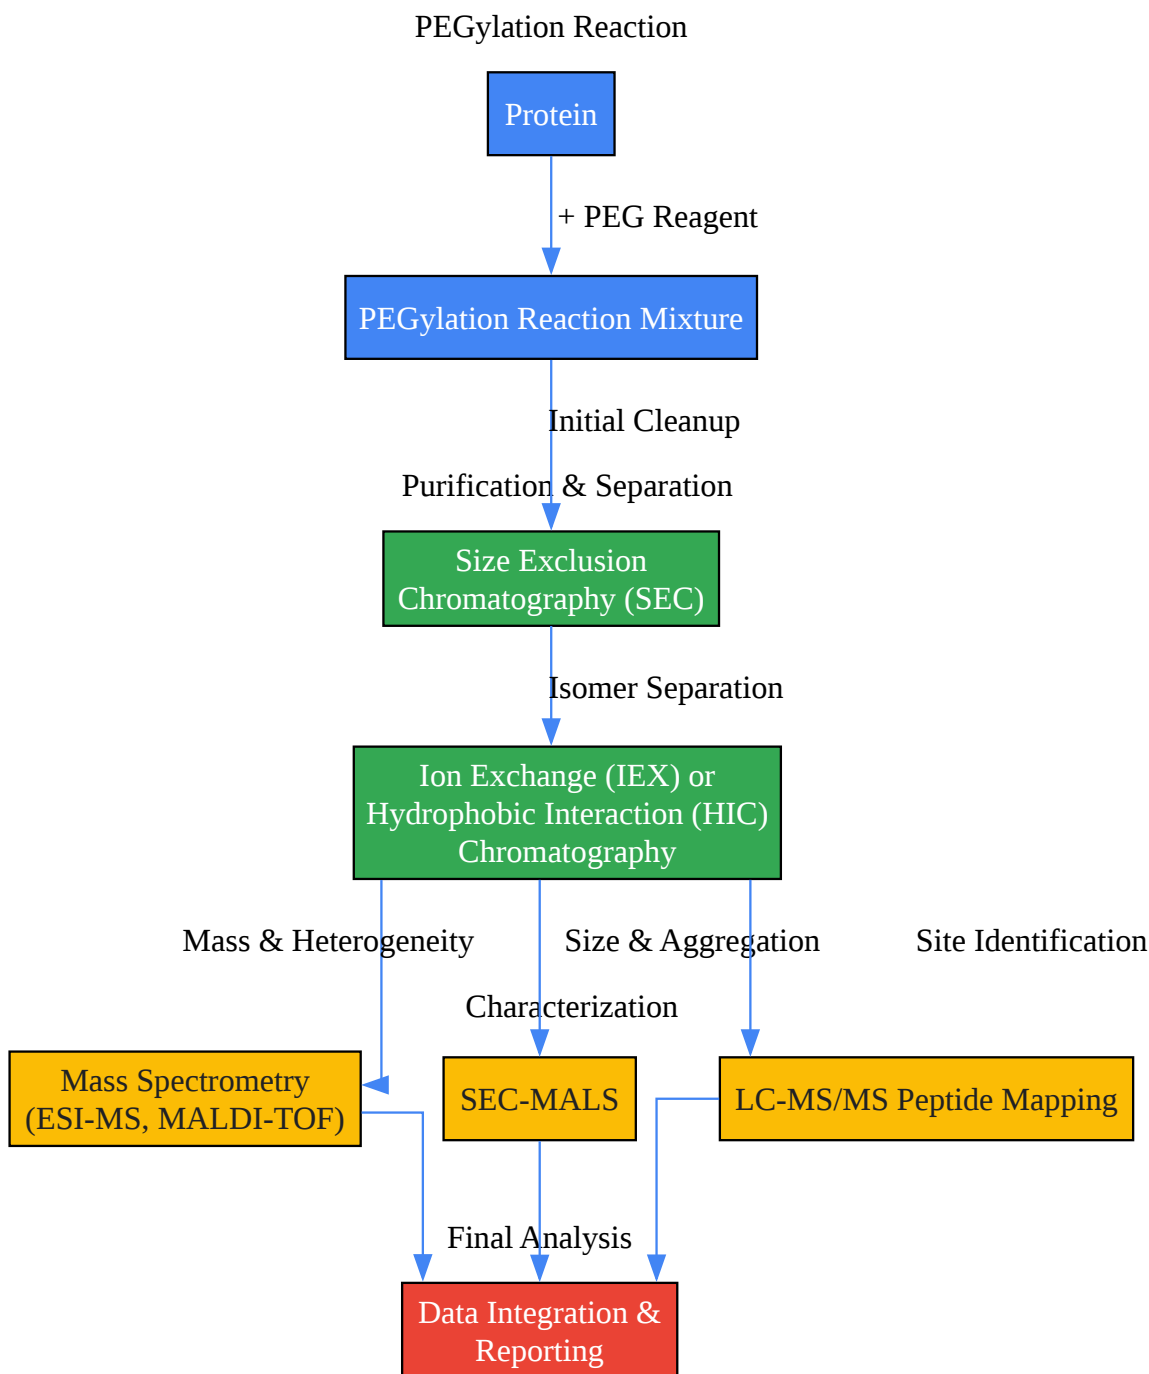 PEGylation Reaction
Protein
+ PEG Reagent
PEGylation Reaction Mixture
Initial Cleanup
Purification & Separation
Size Exclusion
Chromatography (SEC)
Isomer Separation
Ion Exchange (IEX) or
Hydrophobic Interaction (HIC)
Chromatography
Mass & Heterogeneity
Size & Aggregation
Site Identification
Characterization
Mass Spectrometry
(ESI-MS, MALDI-TOF)
SEC-MALS
LC-MS/MS Peptide Mapping
Final Analysis
Data Integration &
Reporting